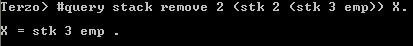 Terzo> #query stack remove 2 (stk 2 (stk 3 emp)) X.
X = stk 3 emp .